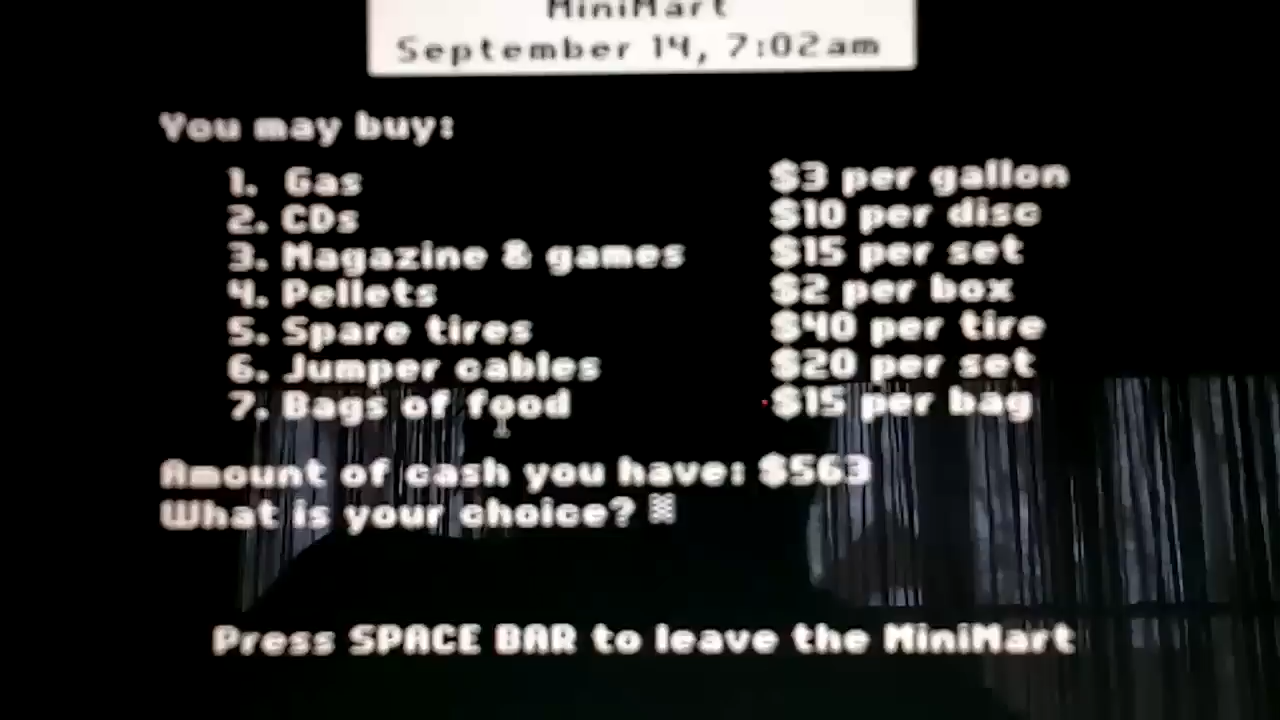 MiniMart
September 14, 7:02am
You may buy:
1. Gas $3 per gallon
2. CDs $10 per disc
3. Magazine & games $15 per set
4. Pellets $2 per box
5. Spare tires $40 per tire
6. Jumper cables $20 per set
7. Bags of food $15 per bag
Amount of cash you have: $563
What is your choice?
Press SPACE BAR to leave the MiniMart